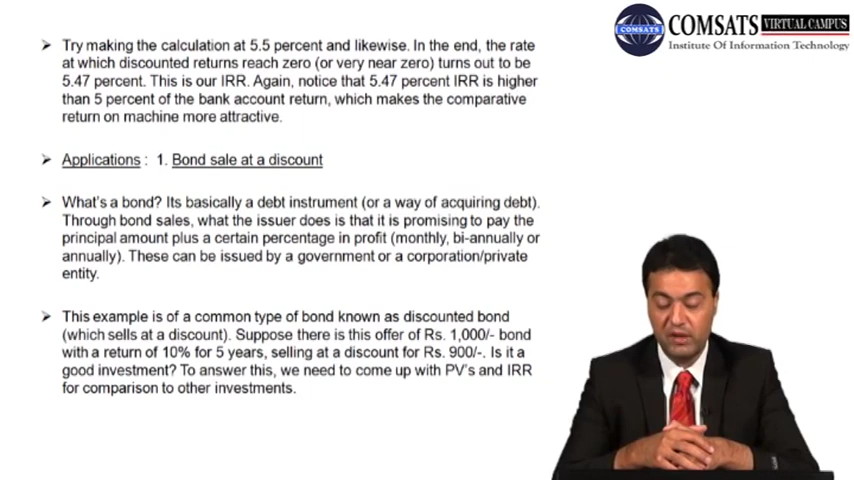 COMSATS VIRTUAL CAMPUS
COMSATS
Institute Of Information Technology
➢ Try making the calculation at 5.5 percent and likewise. In the end, the rate
at which discounted returns reach zero (or very near zero) turns out to be
5.47 percent. This is our IRR. Again, notice that 5.47 percent IRR is higher
than 5 percent of the bank account return, which makes the comparative
return on machine more attractive.
➢ Applications : 1. Bond sale at a discount
➢ What's a bond? Its basically a debt instrument (or a way of acquiring debt).
Through bond sales, what the issuer does is that it is promising to pay the
principal amount plus a certain percentage in profit (monthly, bi-annually or
annually). These can be issued by a government or a corporation/private
entity.
➢ This example is of a common type of bond known as discounted bond
(which sells at a discount). Suppose there is this offer of Rs. 1,000/- bond
with a return of 10% for 5 years, selling at a discount for Rs. 900/-. Is it a
good investment? To answer this, we need to come up with PV's and IRR
for comparison to other investments.